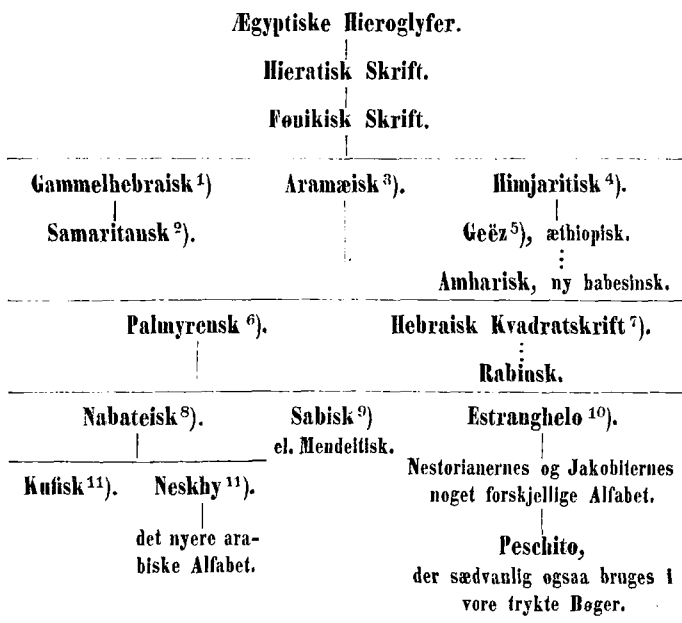 Ægyptiske Hieroglyfer.
Hieratisk Skrift.
Fønikisk Skrift.
Gammelhebraisk ¹) Aramæisk ³). Himjaritisk ⁴).
Samaritansk ²). Geëz ⁵), æthiopisk.
Amharisk, ny habesinsk.
Palmyrensk ⁶). Hebraisk Kvadratskrift ⁷).
Rabinsk.
Nabateisk ⁸). Sabisk ⁹) Estranghelo ¹⁰).
el. Mendeitisk.
Kufisk ¹¹). Neskhy ¹¹). Nestorianernes og Jakobiternes
noget forskjellige Alfabet.
det nyere ara-
biske Alfabet.
Peschito,
der sædvanlig ogsaa bruges i
vore trykte Bøger.